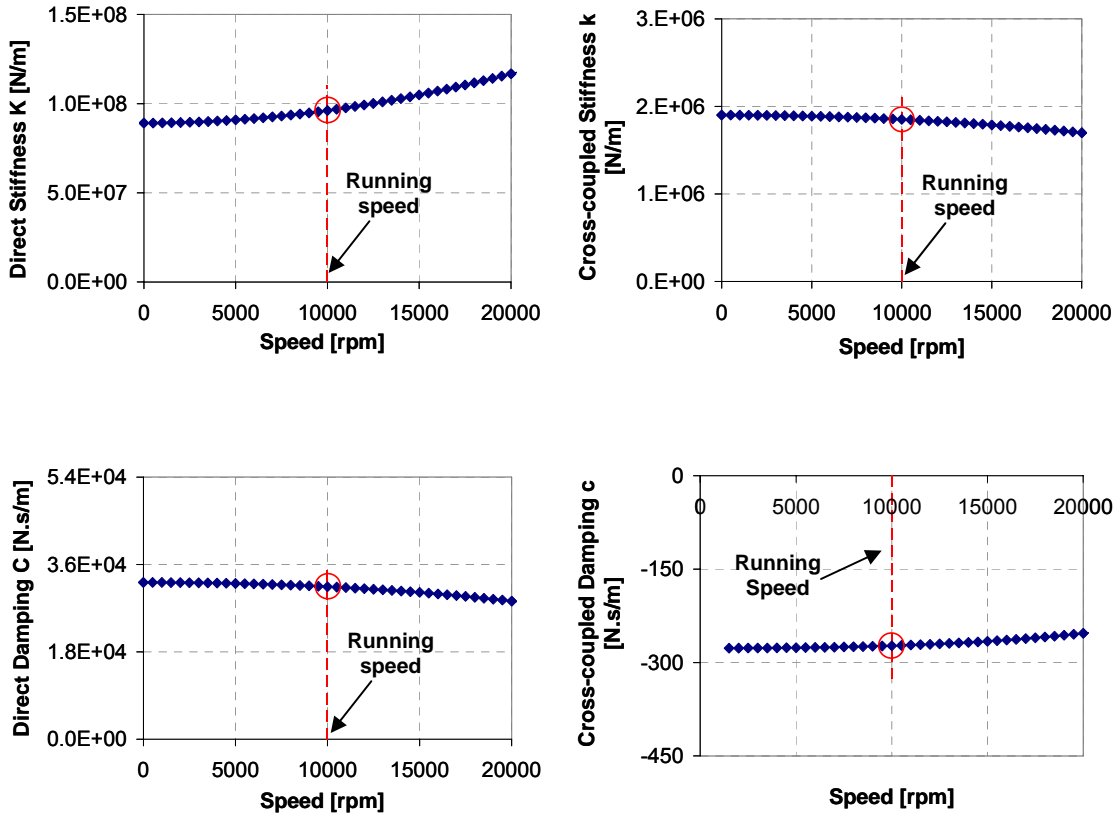 Direct Stiffness K [N/m]
1.5E+08
1.0E+08
5.0E+07
0.0E+00
Running
speed
0 5000 10000 15000 20000
Speed [rpm]
Cross-coupled Stiffness k
[N/m]
3.E+06
2.E+06
1.E+06
0.E+00
Running
speed
0 5000 10000 15000 20000
Speed [rpm]
Direct Damping C [N.s/m]
5.4E+04
3.6E+04
1.8E+04
0.0E+00
Running
speed
0 5000 10000 15000 20000
Speed [rpm]
Cross-coupled Damping c
[N.s/m]
0
-150
-300
-450
0 5000 10000 15000 20000
Running
Speed
Speed [rpm]